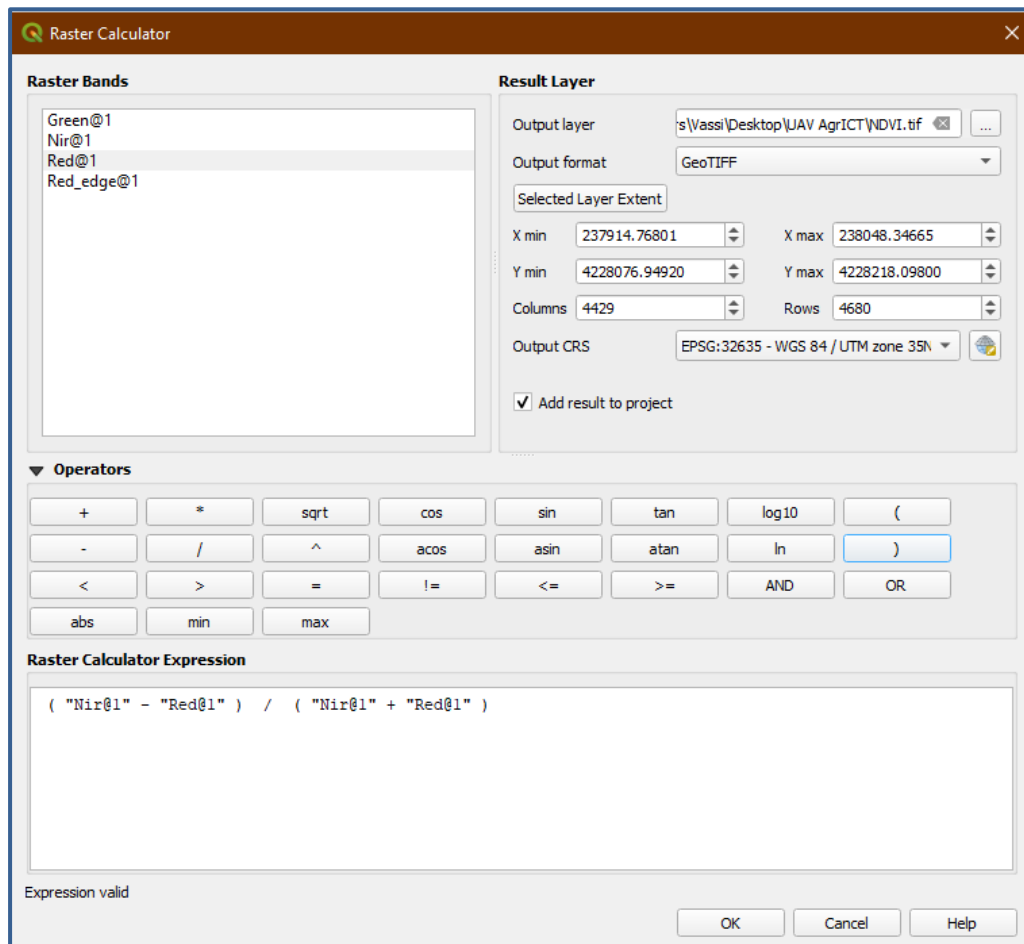 Raster Calculator
Raster Bands
Green@1
Nir@1
Red@1
Red_edge@1
Result Layer
Output layer s\Vassi\Desktop\UAV AgrICT\NDVI.tif ...
Output format GeoTIFF
Selected Layer Extent
X min 237914.76801 X max 238048.34665
Y min 4228076.94920 Y max 4228218.09800
Columns 4429 Rows 4680
Output CRS EPSG:32635 - WGS 84 / UTM zone 35N
Add result to project
Operators
+ * sqrt cos sin tan log10 (
- / ^ acos asin atan ln )
< > = != <= >= AND OR
abs min max
Raster Calculator Expression
( "Nir@1" - "Red@1" ) / ( "Nir@1" + "Red@1" )
Expression valid
OK Cancel Help